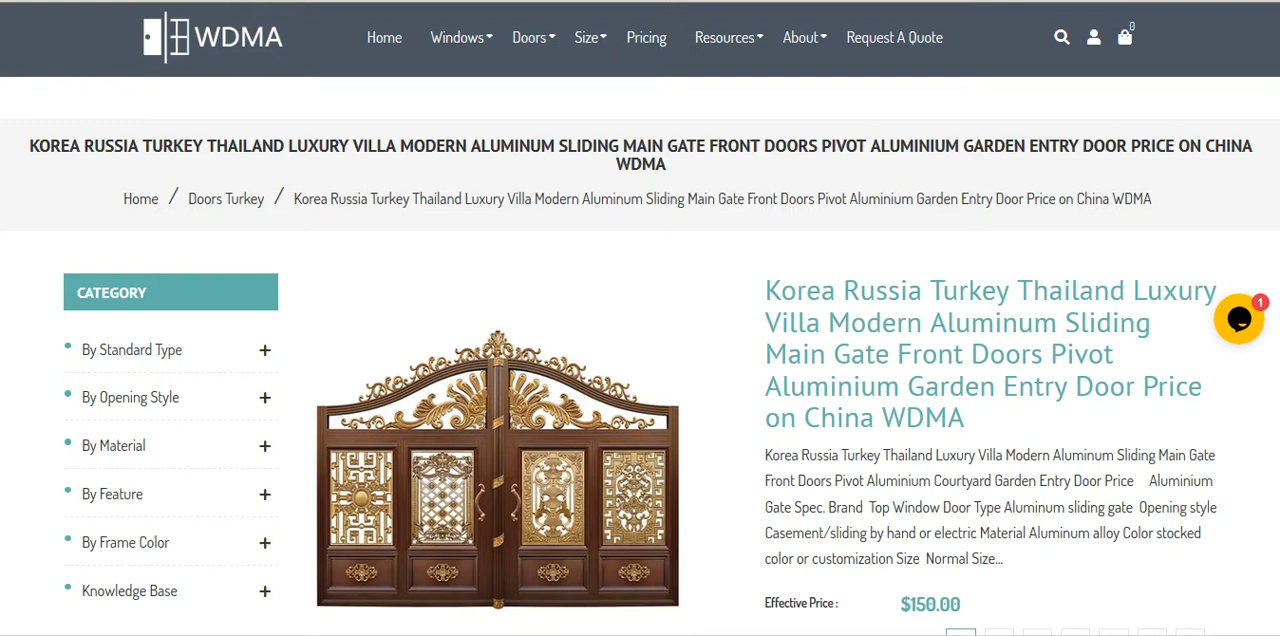 WDMA
Home Windows Doors Size Pricing Resources About Request A Quote
0
KOREA RUSSIA TURKEY THAILAND LUXURY VILLA MODERN ALUMINUM SLIDING MAIN GATE FRONT DOORS PIVOT ALUMINIUM GARDEN ENTRY DOOR PRICE ON CHINA
WDMA
Home / Doors Turkey / Korea Russia Turkey Thailand Luxury Villa Modern Aluminum Sliding Main Gate Front Doors Pivot Aluminium Garden Entry Door Price on China WDMA
CATEGORY
By Standard Type +
By Opening Style +
By Material +
By Feature +
By Frame Color +
Knowledge Base +
Korea Russia Turkey Thailand Luxury
Villa Modern Aluminum Sliding
Main Gate Front Doors Pivot
Aluminium Garden Entry Door Price
on China WDMA
1
Korea Russia Turkey Thailand Luxury Villa Modern Aluminum Sliding Main Gate
Front Doors Pivot Aluminium Courtyard Garden Entry Door Price Aluminium
Gate Spec. Brand Top Window Door Type Aluminum sliding gate Opening style
Casement/sliding by hand or electric Material Aluminum alloy Color stocked
color or customization Size Normal Size...
Effective Price : $150.00